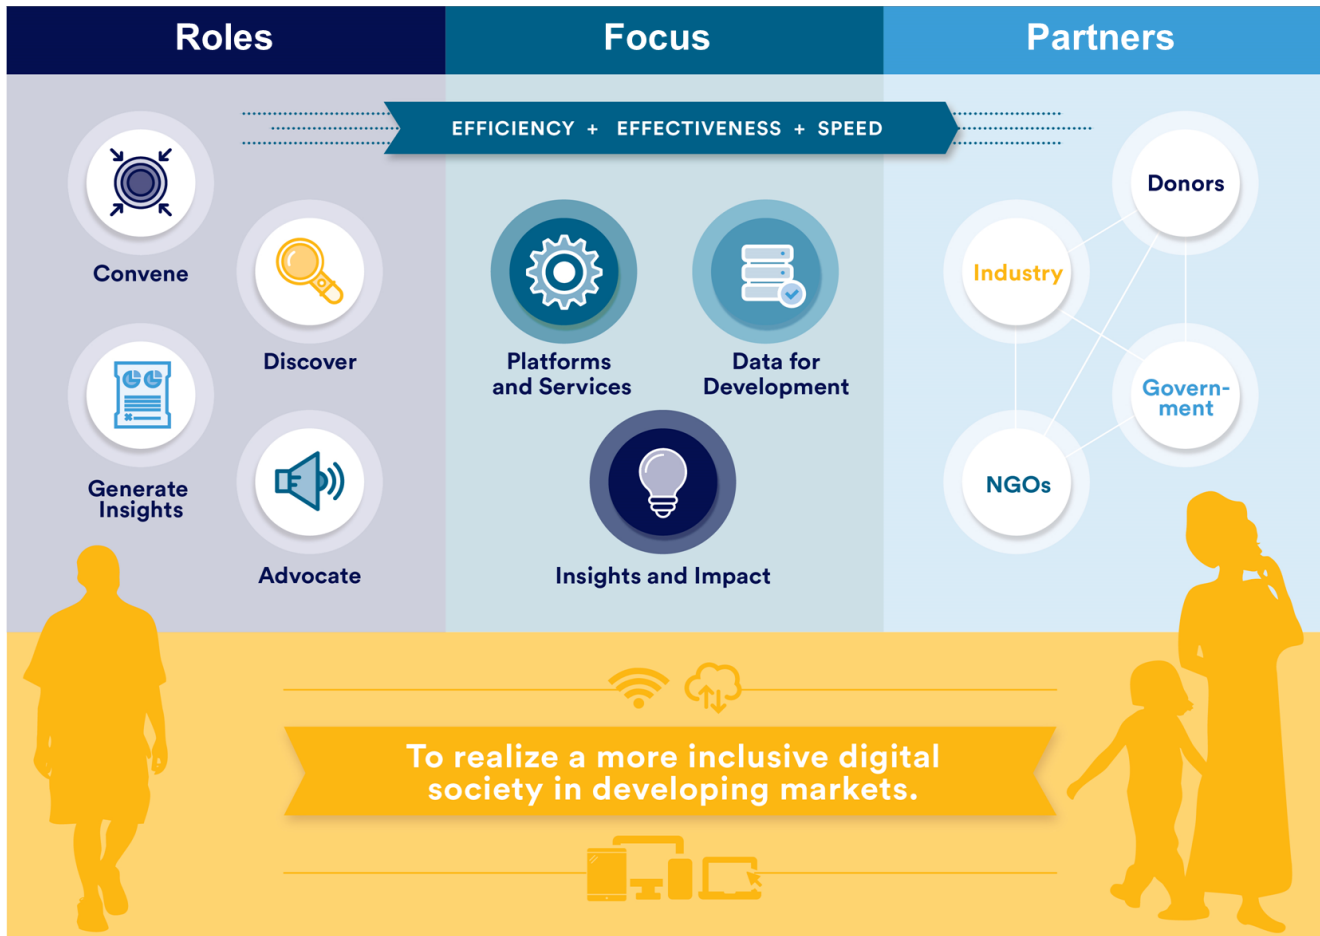 Roles
Focus
Partners
EFFICIENCY + EFFECTIVENESS + SPEED
Convene
Discover
Generate
Insights
Advocate
Platforms
and Services
Data for
Development
Insights and Impact
Donors
Industry
Govern-
ment
NGOs
To realize a more inclusive digital
society in developing markets.